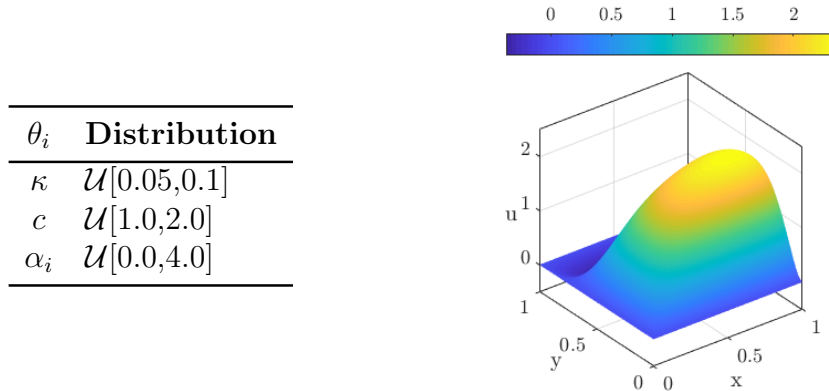 θ_i Distribution
κ 𝒰[0.05,0.1]
c 𝒰[1.0,2.0]
α_i 𝒰[0.0,4.0]
0 0.5 1 1.5 2
2
1
0
u
1
0.5
0
y
0
0.5
1
x